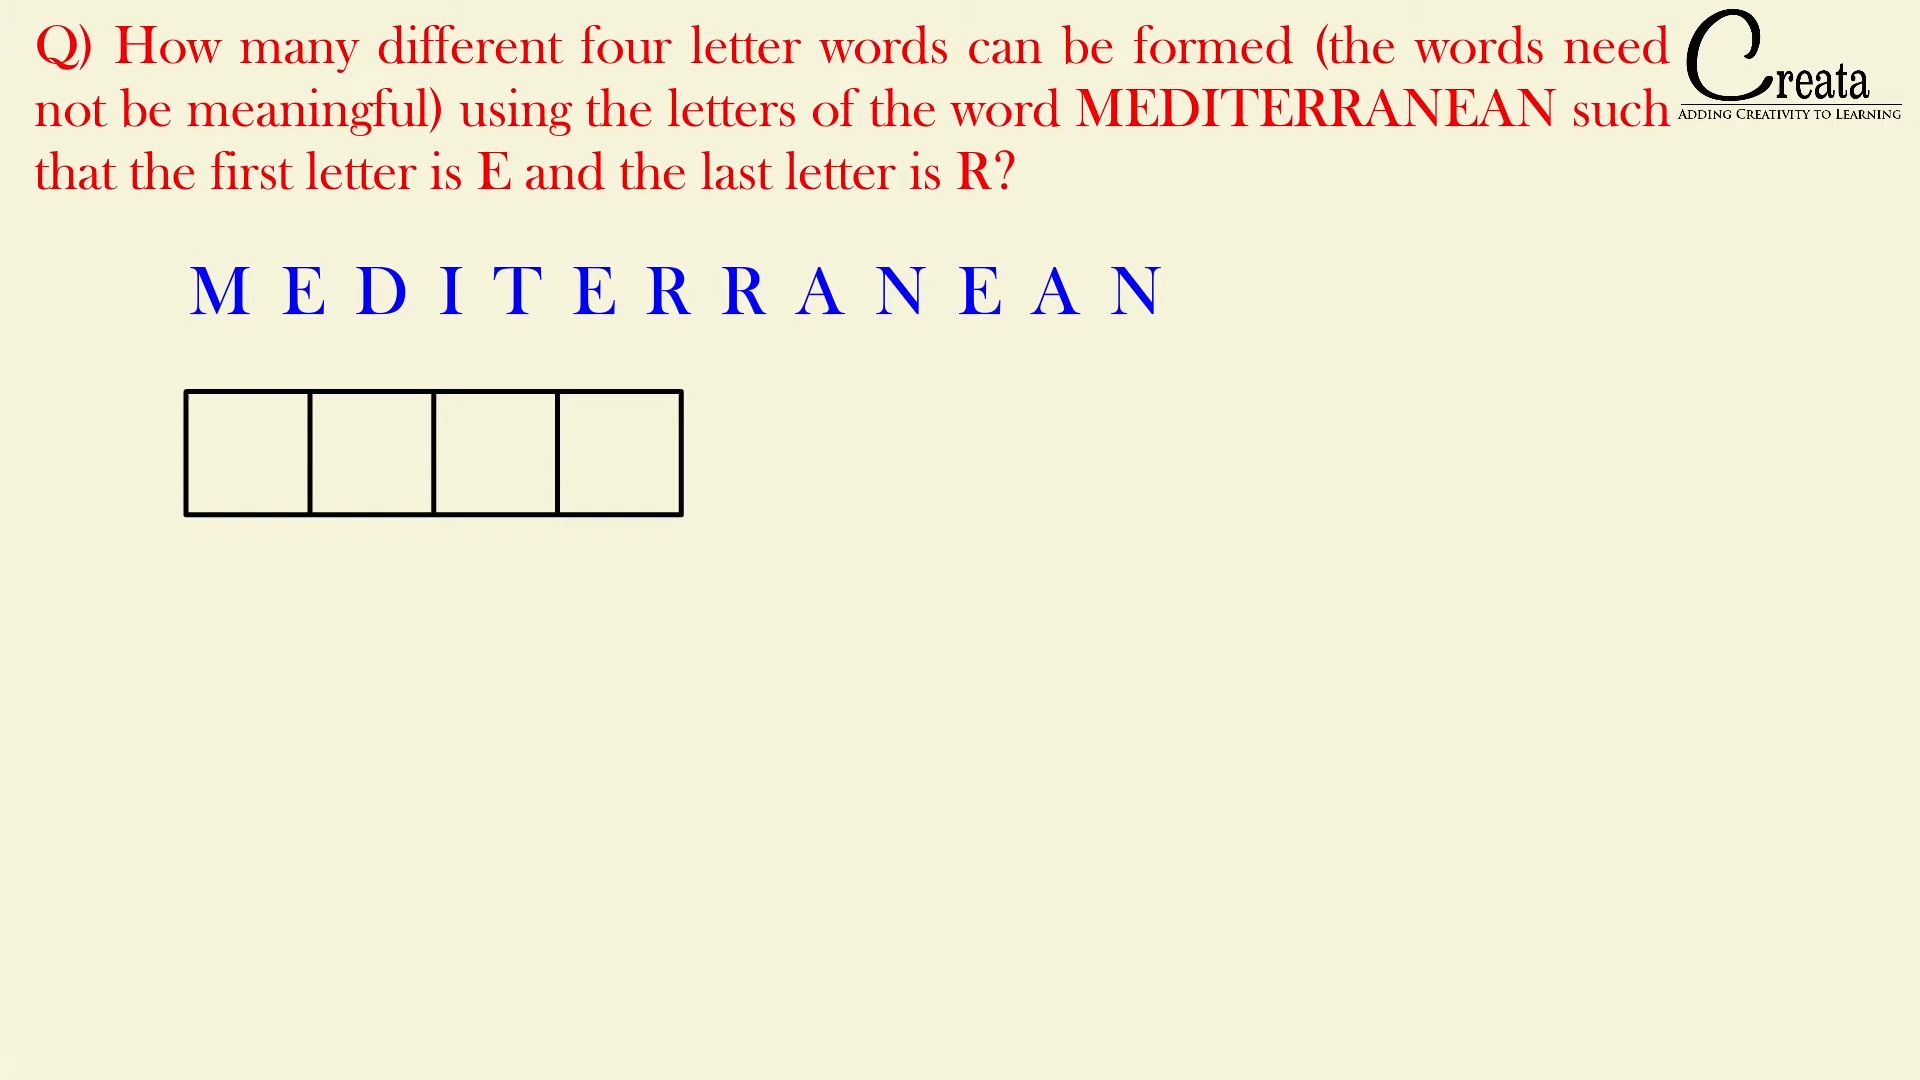 Q) How many different four letter words can be formed (the words need
not be meaningful) using the letters of the word MEDITERRANEAN such
that the first letter is E and the last letter is R?
Creata
ADDING CREATIVITY TO LEARNING
M E D I T E R R A N E A N